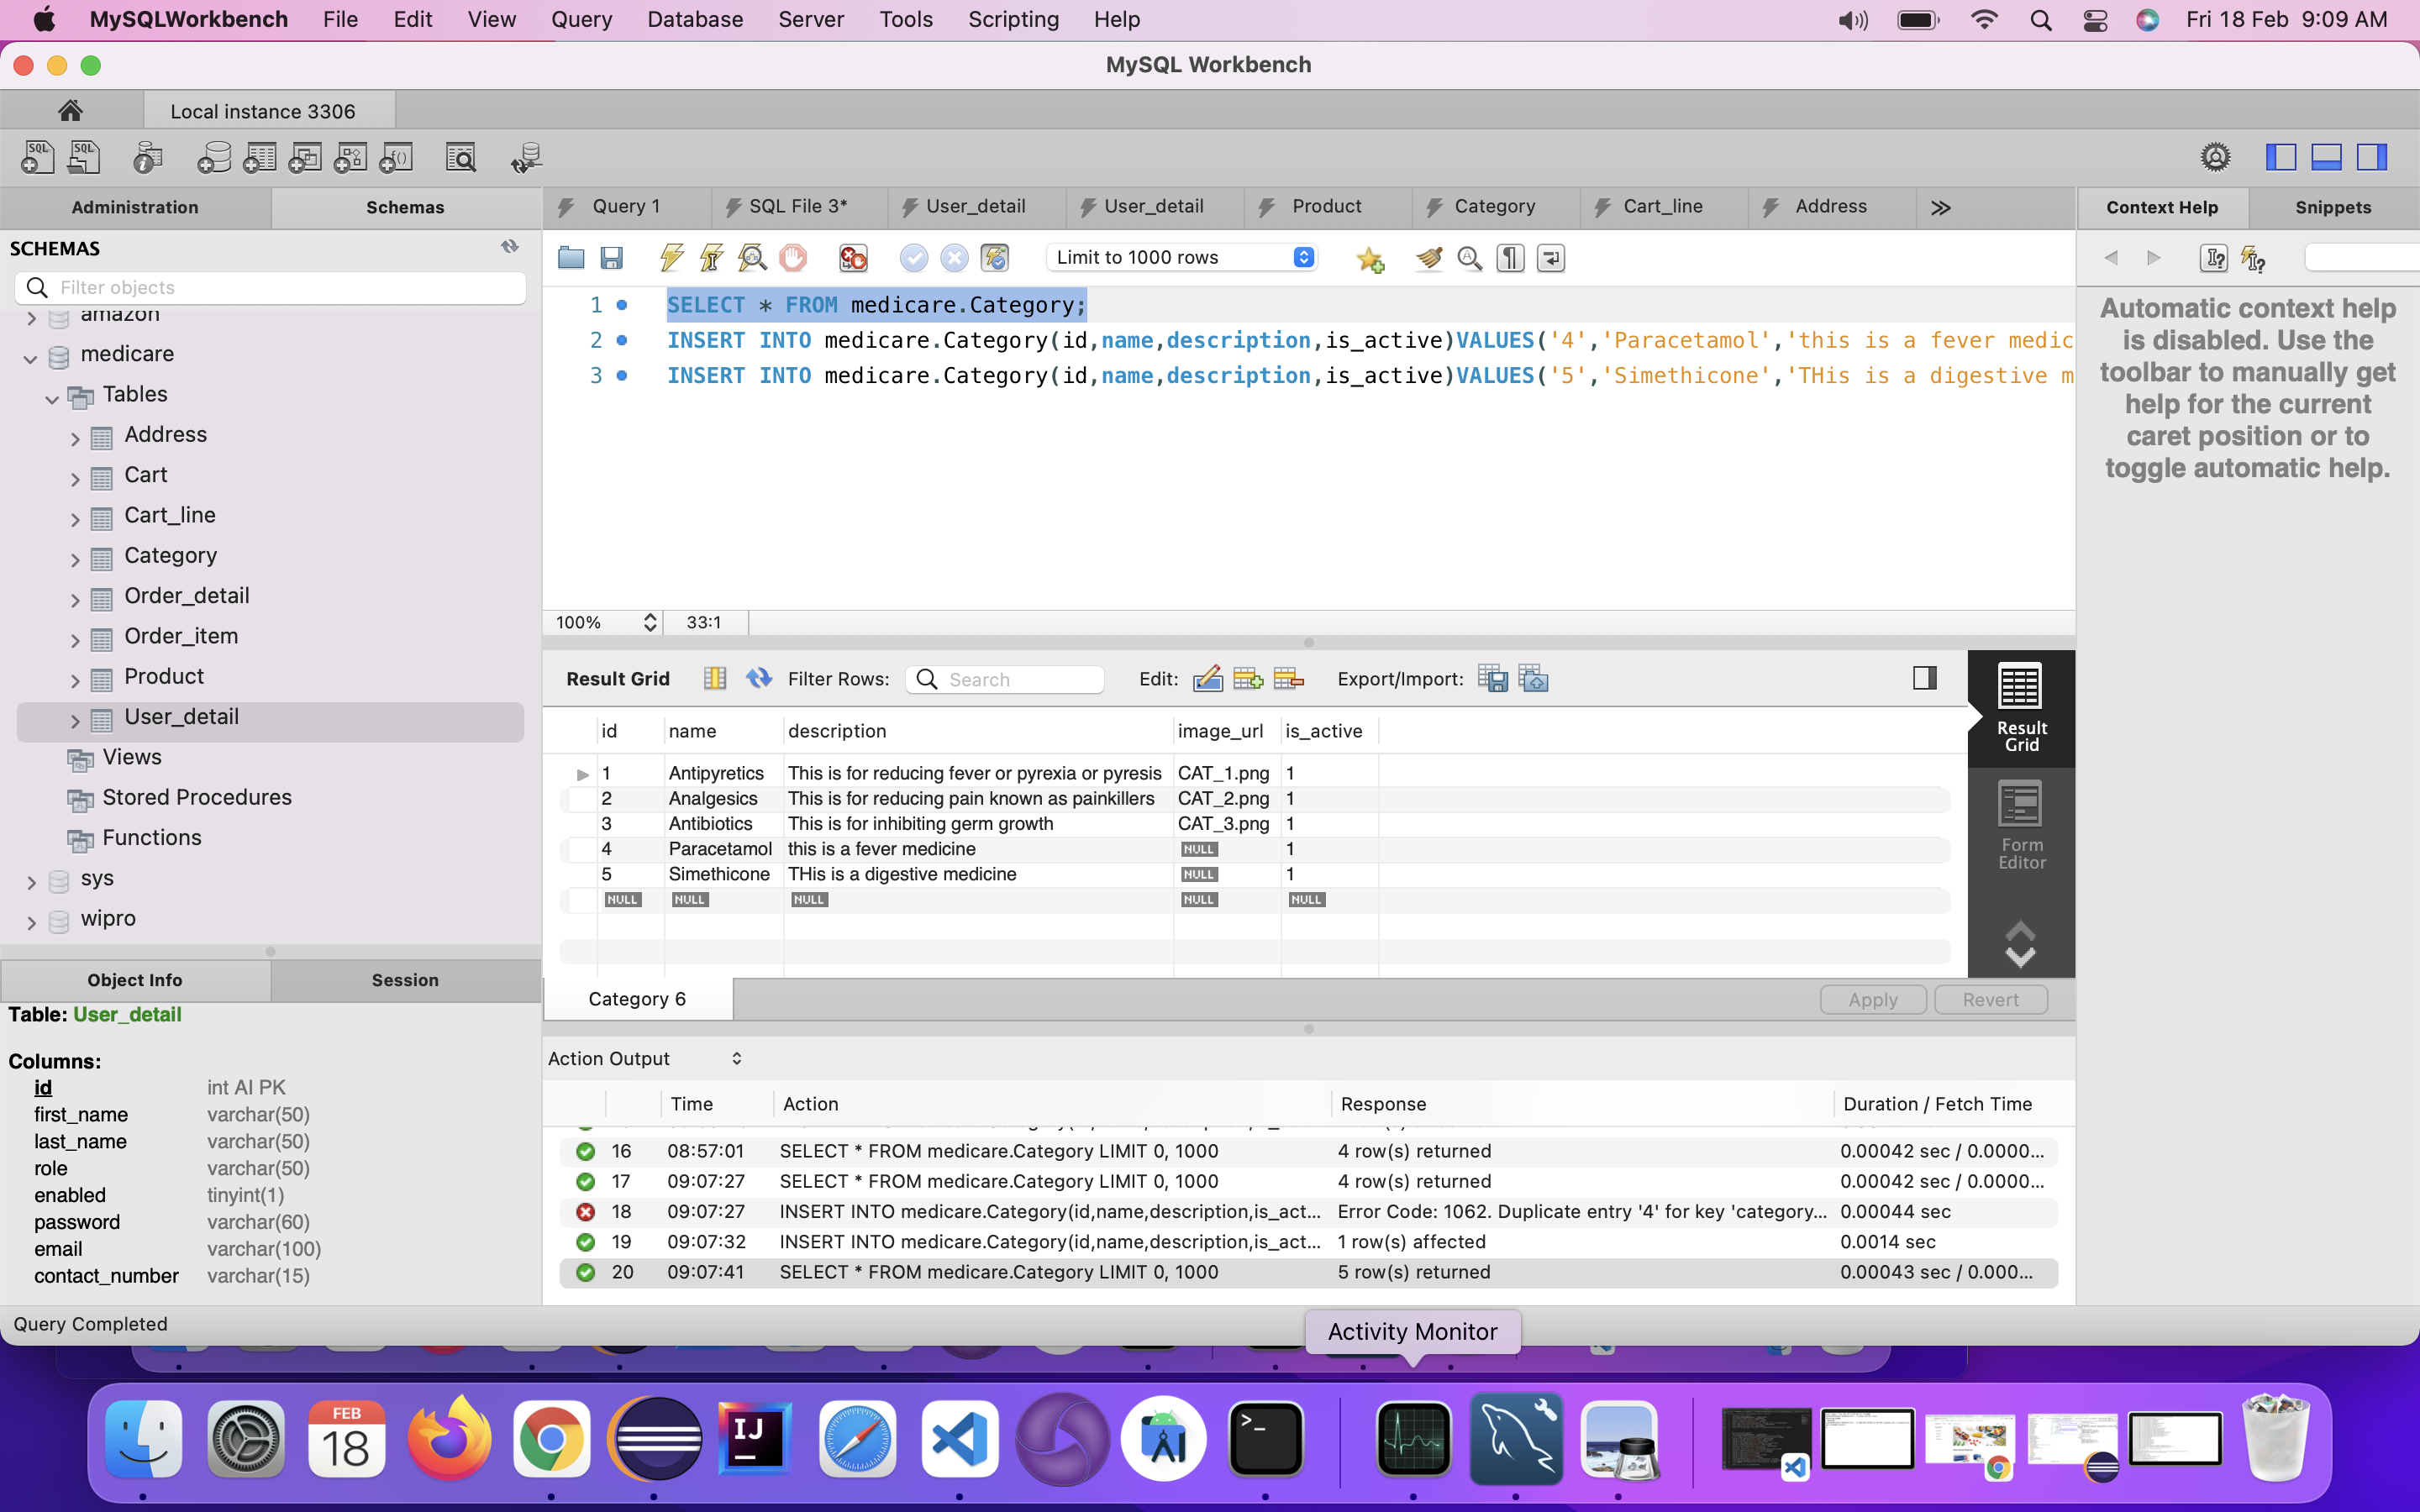 MySQLWorkbench File Edit View Query Database Server Tools Scripting Help Fri 18 Feb 9:09 AM
MySQL Workbench
Local instance 3306
Administration Schemas
Query 1 SQL File 3* User_detail User_detail Product Category Cart_line Address
Context Help Snippets
SCHEMAS
Filter objects
amazon
medicare
Tables
Address
Cart
Cart_line
Category
Order_detail
Order_item
Product
User_detail
Views
Stored Procedures
Functions
sys
wipro
Limit to 1000 rows
1 SELECT * FROM medicare.Category;
2 INSERT INTO medicare.Category(id,name,description,is_active)VALUES('4','Paracetamol','this is a fever medic
3 INSERT INTO medicare.Category(id,name,description,is_active)VALUES('5','Simethicone','THis is a digestive m
Automatic context help
is disabled. Use the
toolbar to manually get
help for the current
caret position or to
toggle automatic help.
100% 33:1
Result Grid Filter Rows: Search Edit: Export/Import:
id name description image_url is_active
1 Antipyretics This is for reducing fever or pyrexia or pyresis CAT_1.png 1
2 Analgesics This is for reducing pain known as painkillers CAT_2.png 1
3 Antibiotics This is for inhibiting germ growth CAT_3.png 1
4 Paracetamol this is a fever medicine NULL 1
5 Simethicone THis is a digestive medicine NULL 1
NULL NULL NULL NULL NULL
Result
Grid
Form
Editor
Category 6 Apply Revert
Object Info Session
Table: User_detail
Columns:
id int AI PK
first_name varchar(50)
last_name varchar(50)
role varchar(50)
enabled tinyint(1)
password varchar(60)
email varchar(100)
contact_number varchar(15)
Action Output
Time Action Response Duration / Fetch Time
16 08:57:01 SELECT * FROM medicare.Category LIMIT 0, 1000 4 row(s) returned 0.00042 sec / 0.0000...
17 09:07:27 SELECT * FROM medicare.Category LIMIT 0, 1000 4 row(s) returned 0.00042 sec / 0.0000...
18 09:07:27 INSERT INTO medicare.Category(id,name,description,is_act... Error Code: 1062. Duplicate entry '4' for key 'category... 0.00044 sec
19 09:07:32 INSERT INTO medicare.Category(id,name,description,is_act... 1 row(s) affected 0.0014 sec
20 09:07:41 SELECT * FROM medicare.Category LIMIT 0, 1000 5 row(s) returned 0.00043 sec / 0.000...
Query Completed
Activity Monitor
FEB
18
IJ